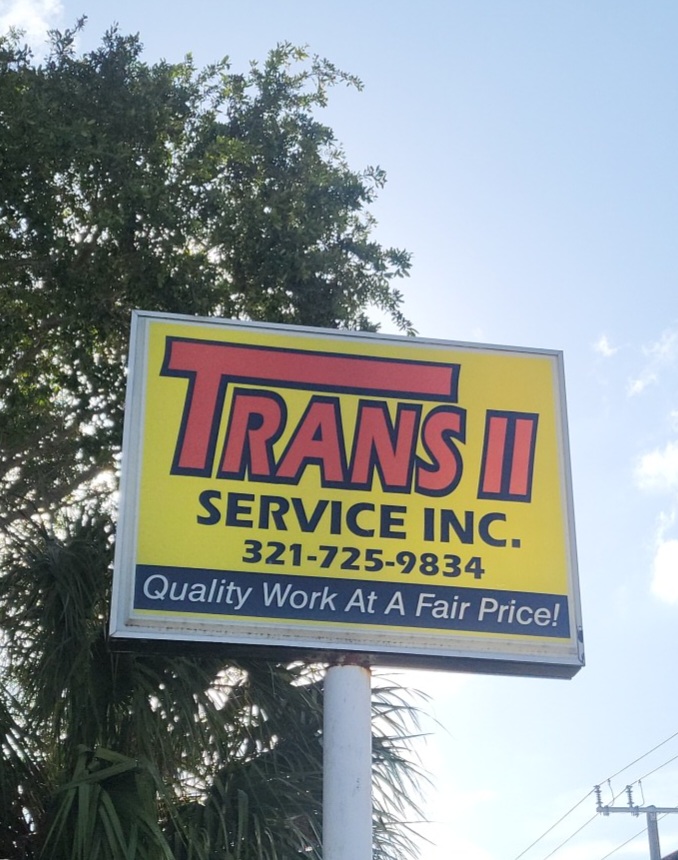 TRANS II
SERVICE INC.
321-725-9834
Quality Work At A Fair Price!